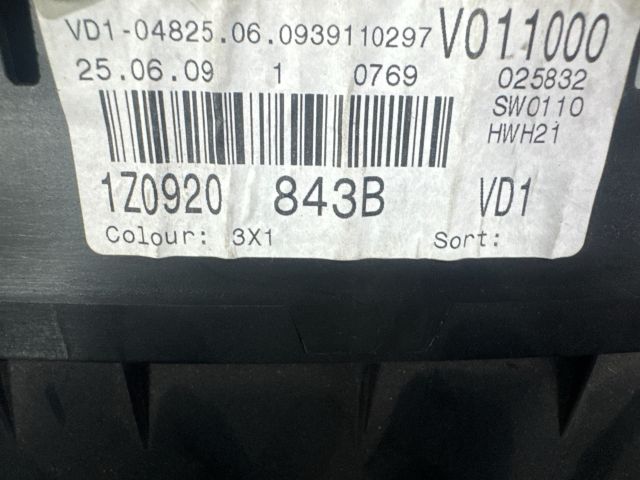 VD1-04825.06.0939110297 V011000
25.06.09 1 0769 025832
SW0110
HWH21
1Z0920 843B VD1
Colour: 3X1 Sort: